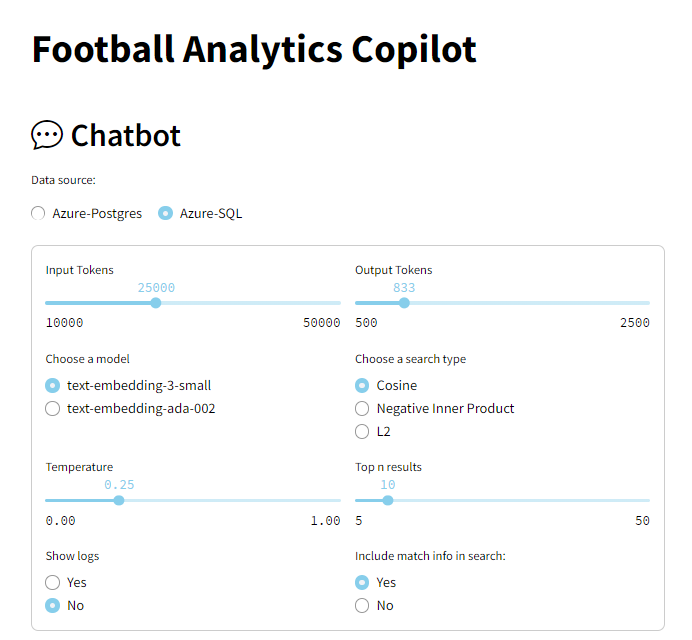 Football Analytics Copilot
Chatbot
Data source:
Azure-Postgres Azure-SQL
Input Tokens Output Tokens
25000 833
10000 50000 500 2500
Choose a model Choose a search type
text-embedding-3-small Cosine
text-embedding-ada-002 Negative Inner Product
L2
Temperature Top n results
0.25 10
0.00 1.00 5 50
Show logs Include match info in search:
Yes Yes
No No